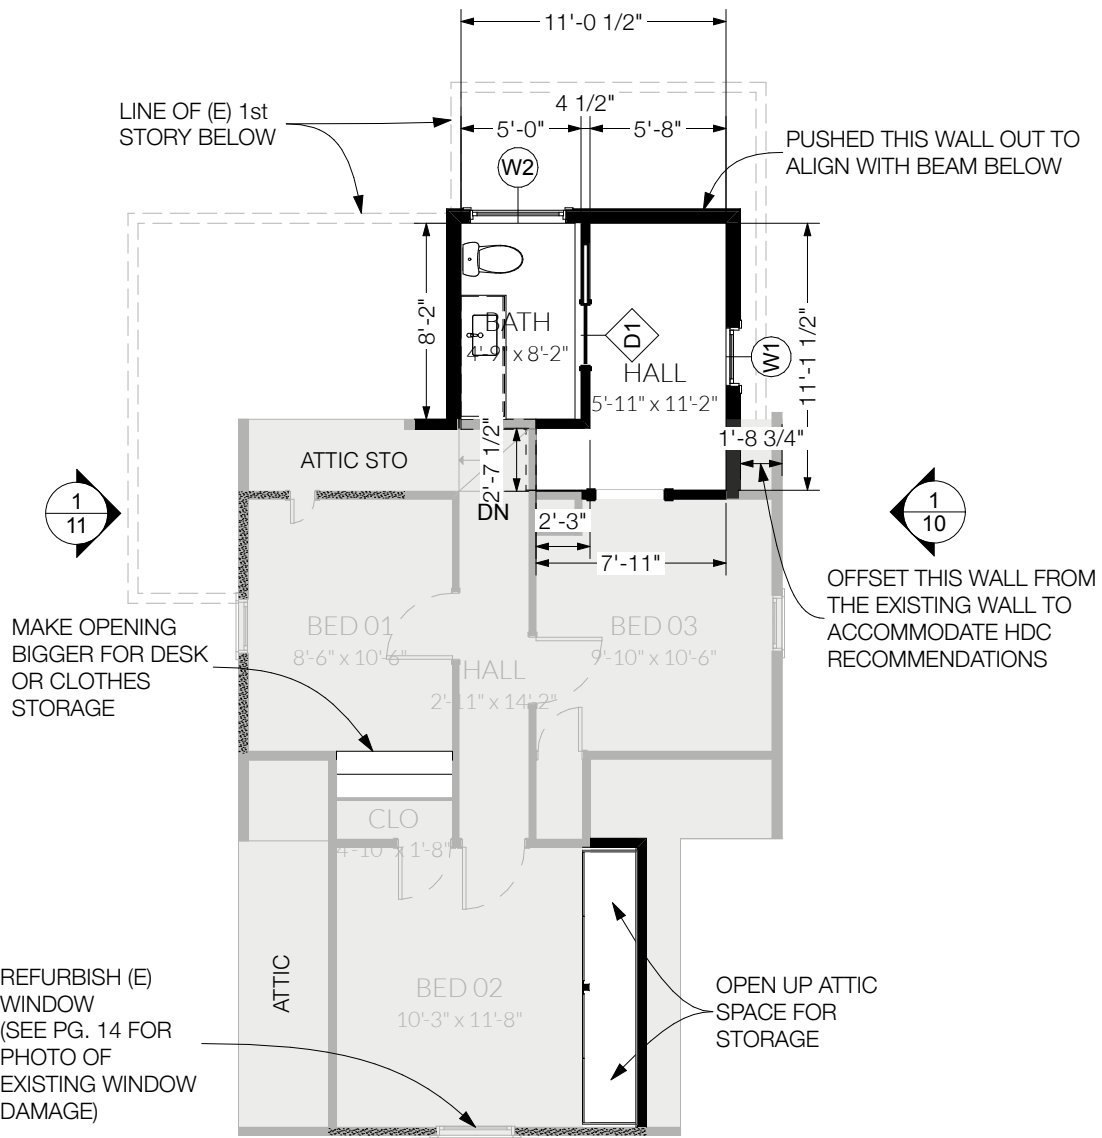 11'-0 1/2"
4 1/2"
5'-0"
5'-8"
LINE OF (E) 1st
STORY BELOW
W2
PUSHED THIS WALL OUT TO
ALIGN WITH BEAM BELOW
8'-2"
BATH
4'-9" x 8'-2"
D1
HALL
5'-11" x 11'-2"
W1
11'-1 1/2"
1'-8 3/4"
ATTIC STO
2'-7 1/2"
DN
1
11
1
10
2'-3"
7'-11"
OFFSET THIS WALL FROM
THE EXISTING WALL TO
ACCOMMODATE HDC
RECOMMENDATIONS
MAKE OPENING
BIGGER FOR DESK
OR CLOTHES
STORAGE
BED 01
8'-6" x 10'-6"
BED 03
9'-10" x 10'-6"
HALL
2'-11" x 14'-2"
CLO
4'-10" x 1'-8"
ATTIC
BED 02
10'-3" x 11'-8"
REFURBISH (E)
WINDOW
(SEE PG. 14 FOR
PHOTO OF
EXISTING WINDOW
DAMAGE)
OPEN UP ATTIC
SPACE FOR
STORAGE